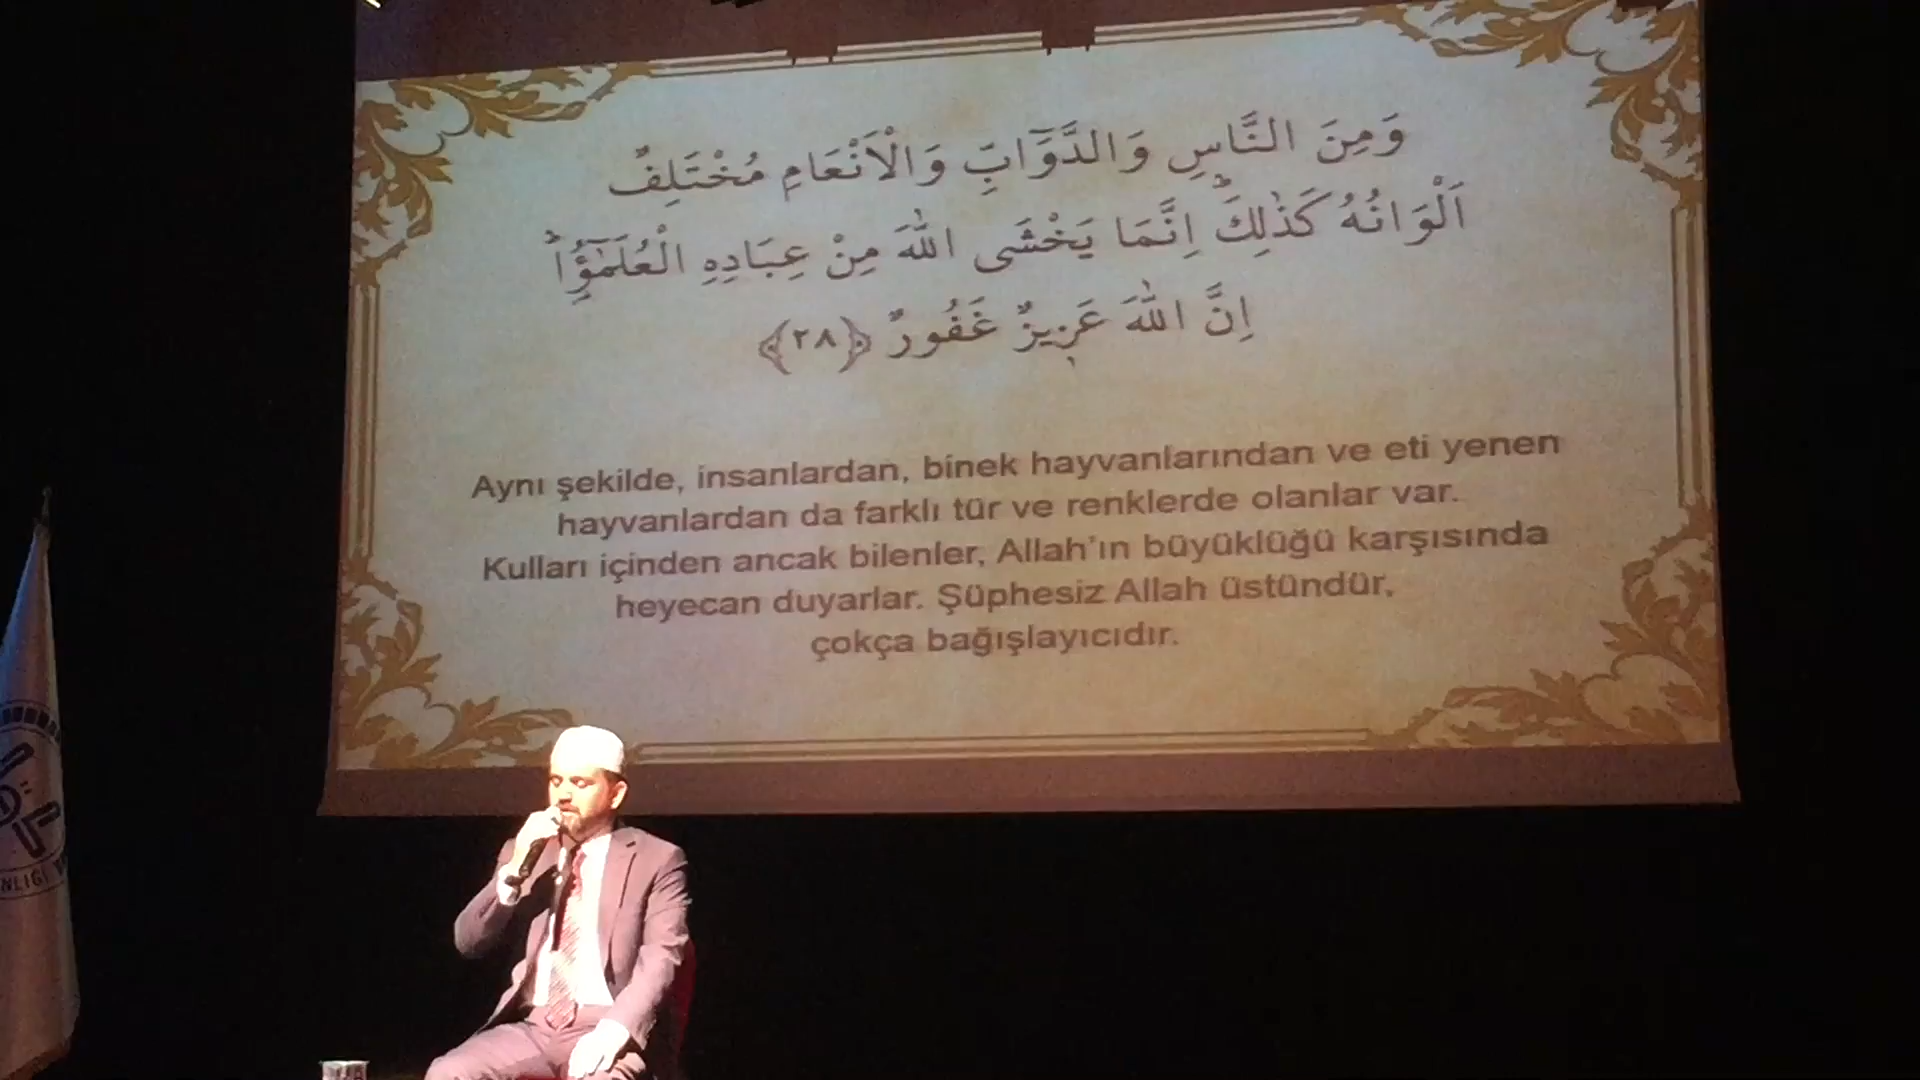 وَمِنَ النَّاسِ وَالدَّوَٓابِّ وَالْاَنْعَامِ مُخْتَلِفٌ
اَلْوَانُهُ كَذٰلِكَۜ اِنَّمَا يَخْشَى اللّٰهَ مِنْ عِبَادِهِ الْعُلَمٰٓؤُ۬اۜ
اِنَّ اللّٰهَ عَزٖيزٌ غَفُورٌ ﴿٢٨﴾
Aynı şekilde, insanlardan, binek hayvanlarından ve eti yenen
hayvanlardan da farklı tür ve renklerde olanlar var.
Kulları içinden ancak bilenler, Allah’ın büyüklüğü karşısında
heyecan duyarlar. Şüphesiz Allah üstündür,
çokça bağışlayıcıdır.